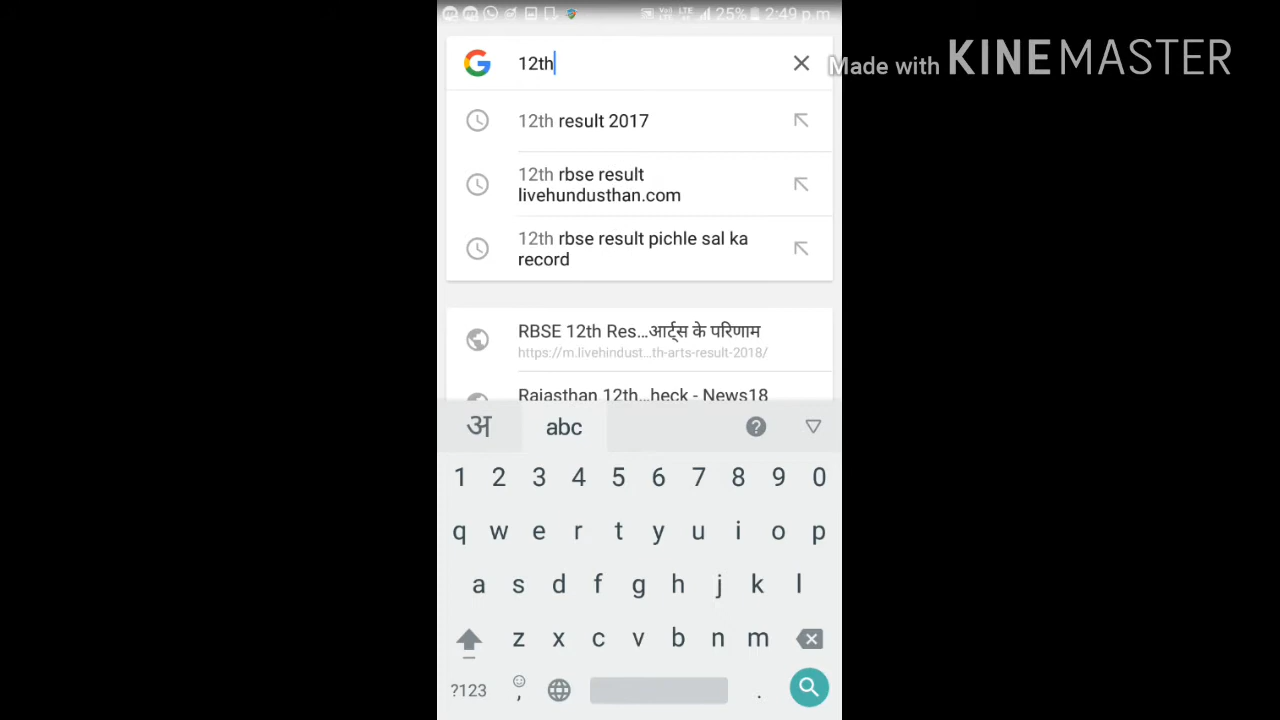 25% 2:49 p.m
12th
Made with KINEMASTER
12th result 2017
12th rbse result
livehundusthan.com
12th rbse result pichle sal ka
record
RBSE 12th Res...आर्ट्स के परिणाम
https://m.livehindust...th-arts-result-2018/
Rajasthan 12th...heck - News18
अ abc
1 2 3 4 5 6 7 8 9 0
q w e r t y u i o p
a s d f g h j k l
z x c v b n m
?123 , .